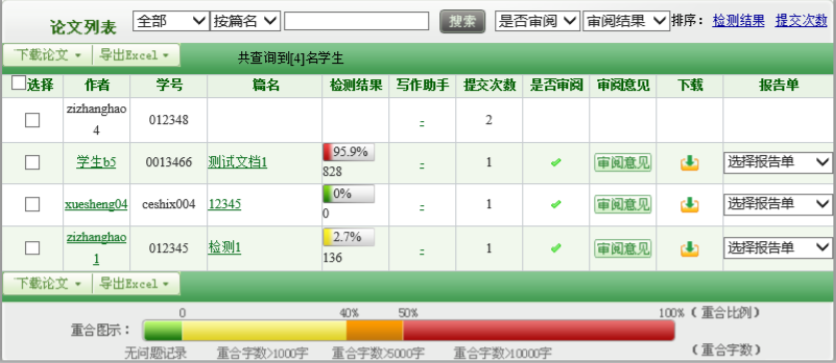 论文列表 全部 按篇名 搜索 是否审阅 审阅结果 排序： 检测结果 提交次数
下载论文 导出Excel 共查询到[4]名学生
选择 作者 学号 篇名 检测结果 写作助手 提交次数 是否审阅 审阅意见 下载 报告单
zizhanghao4 012348 -- 2
学生b5 0013466 测试文档1 95.9% 828 -- 1 审阅意见 选择报告单
xuesheng04 ceshix004 12345 0% 0 -- 1 审阅意见 选择报告单
zizhanghao1 012345 检测1 2.7% 136 -- 1 审阅意见 选择报告单
下载论文 导出Excel
0 40% 50% 100%（重合比例）
重合图示：
无问题记录 重合字数>1000字 重合字数>5000字 重合字数>10000字 （重合字数）